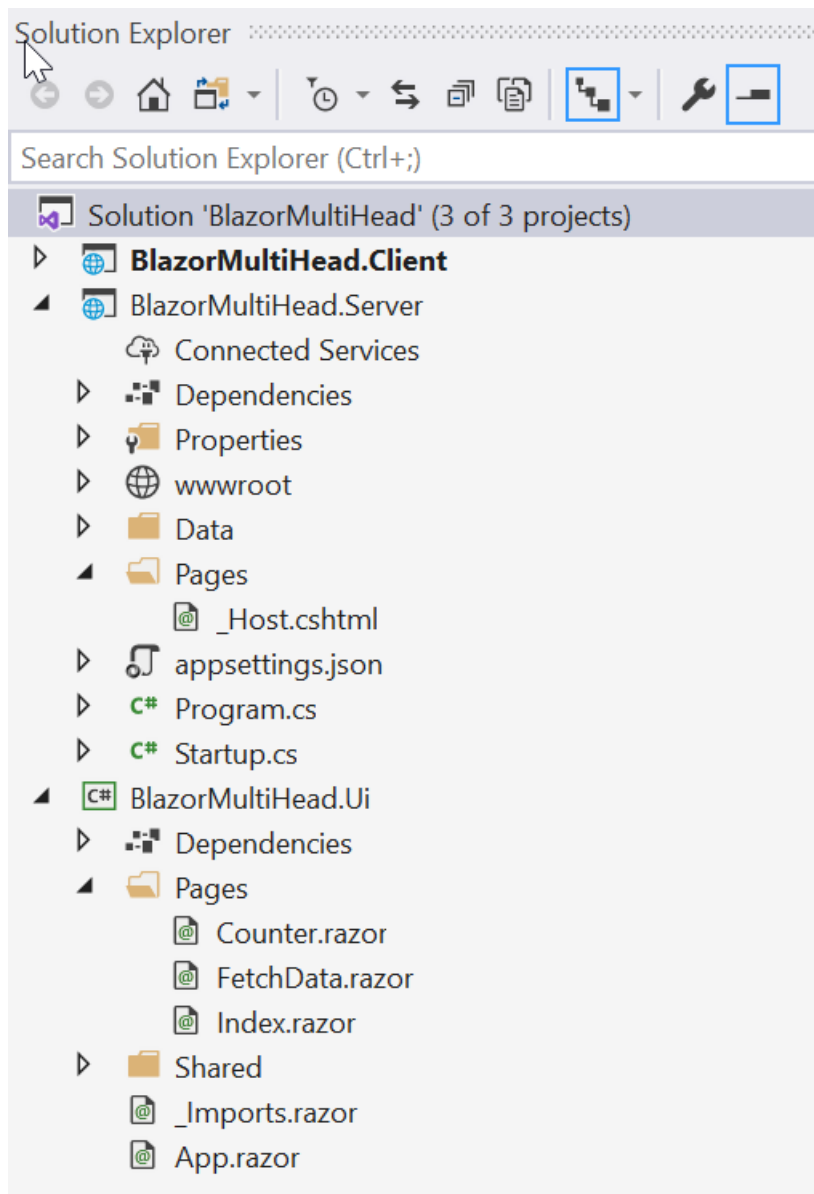 Solution Explorer
Search Solution Explorer (Ctrl+;)
Solution 'BlazorMultiHead' (3 of 3 projects)
BlazorMultiHead.Client
BlazorMultiHead.Server
Connected Services
Dependencies
Properties
wwwroot
Data
Pages
_Host.cshtml
appsettings.json
C# Program.cs
C# Startup.cs
C# BlazorMultiHead.Ui
Dependencies
Pages
Counter.razor
FetchData.razor
Index.razor
Shared
_Imports.razor
App.razor